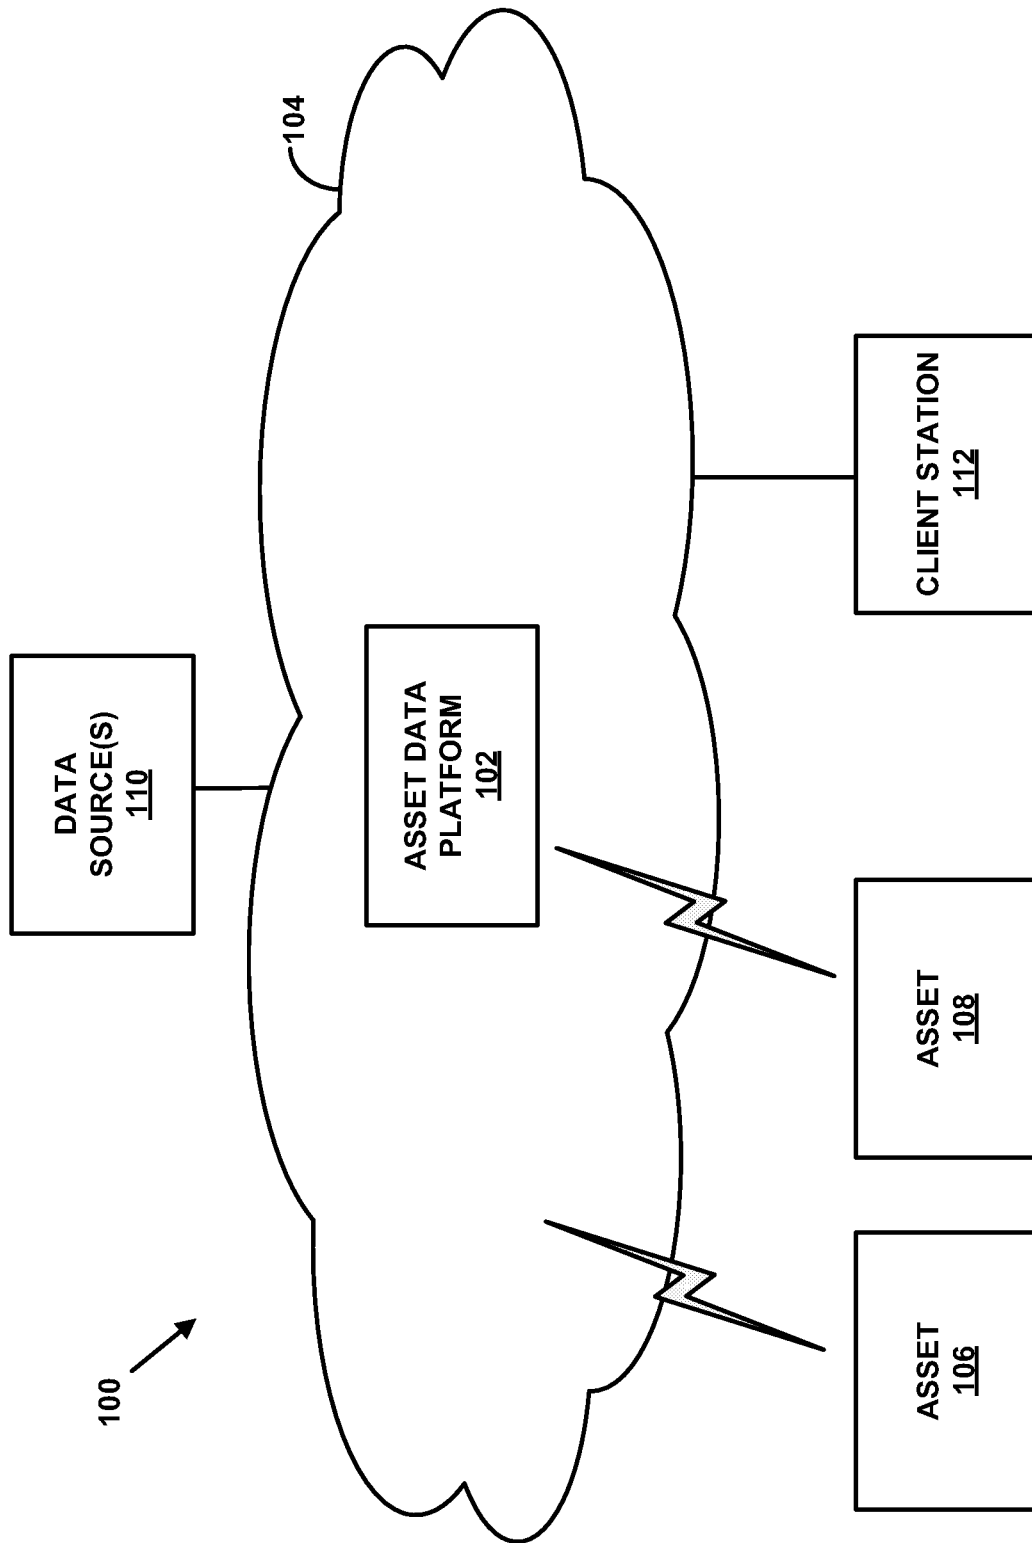 100
104
DATA
SOURCE(S)
110
ASSET DATA
PLATFORM
102
ASSET
106
ASSET
108
CLIENT STATION
112